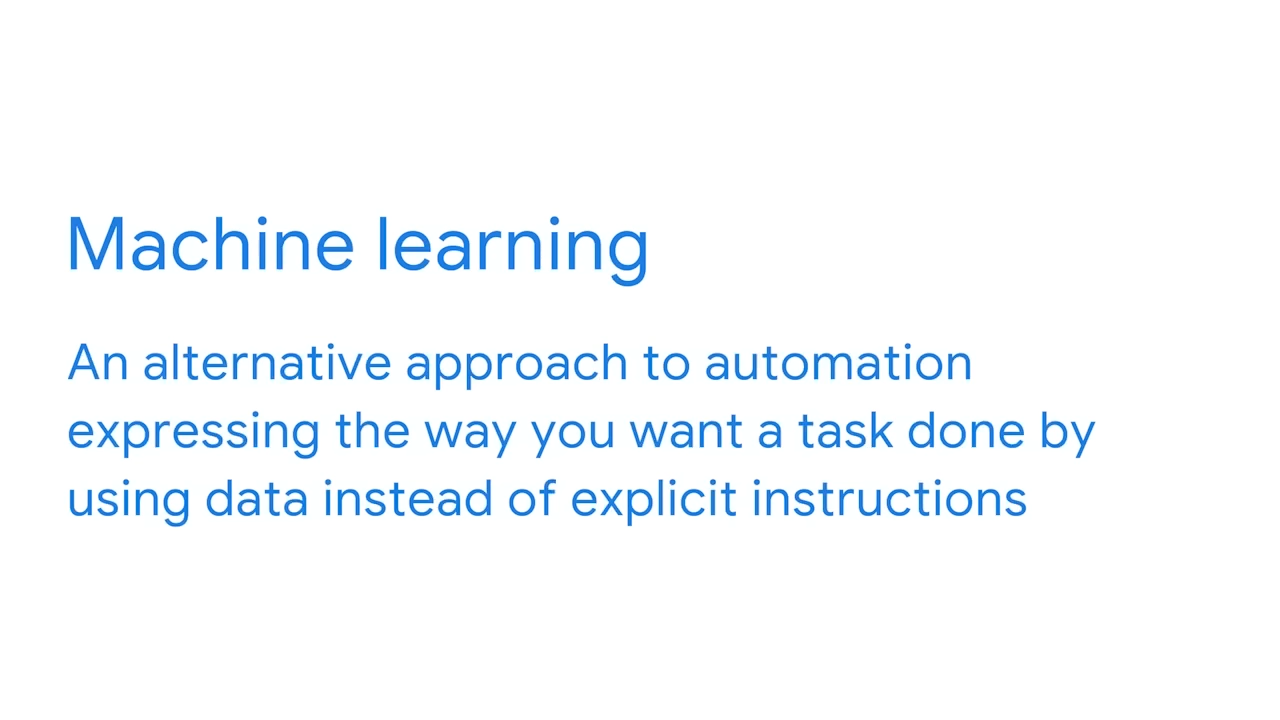 Machine learning
An alternative approach to automation
expressing the way you want a task done by
using data instead of explicit instructions